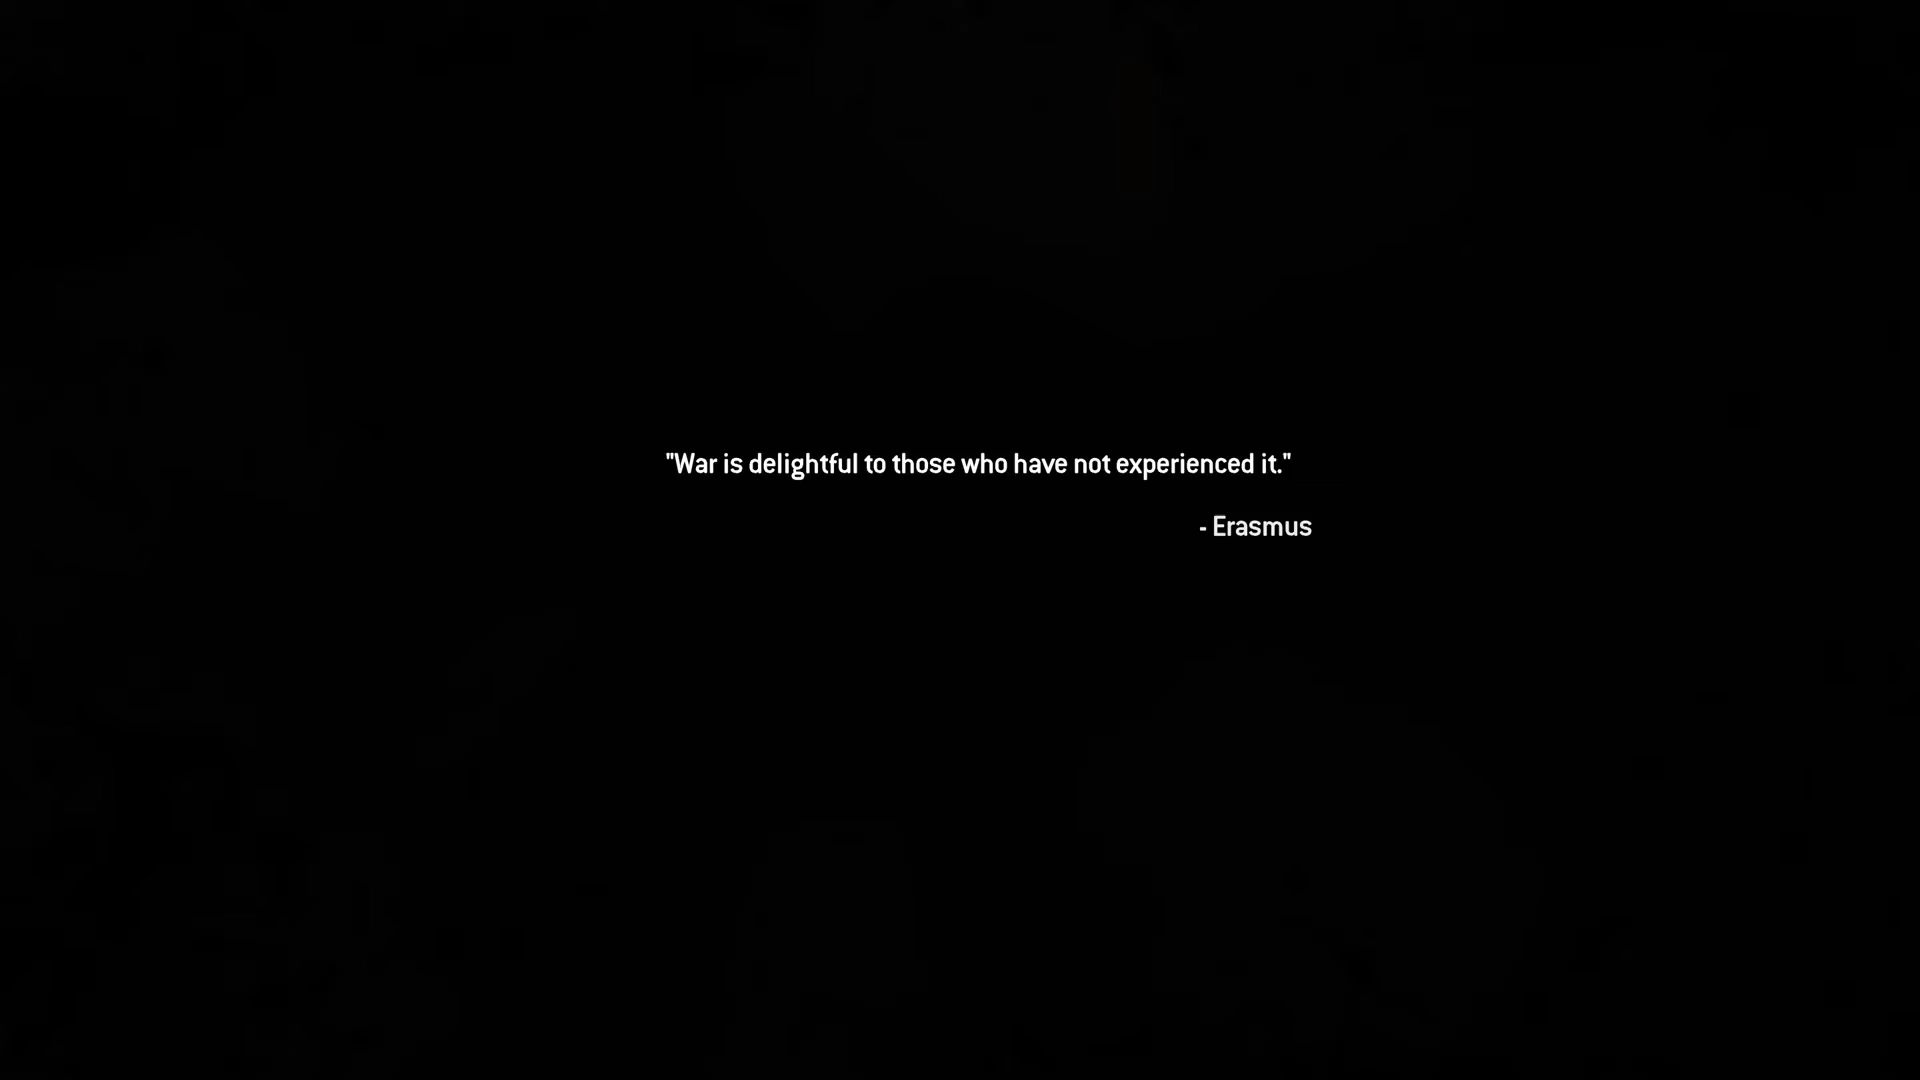 "War is delightful to those who have not experienced it."
- Erasmus